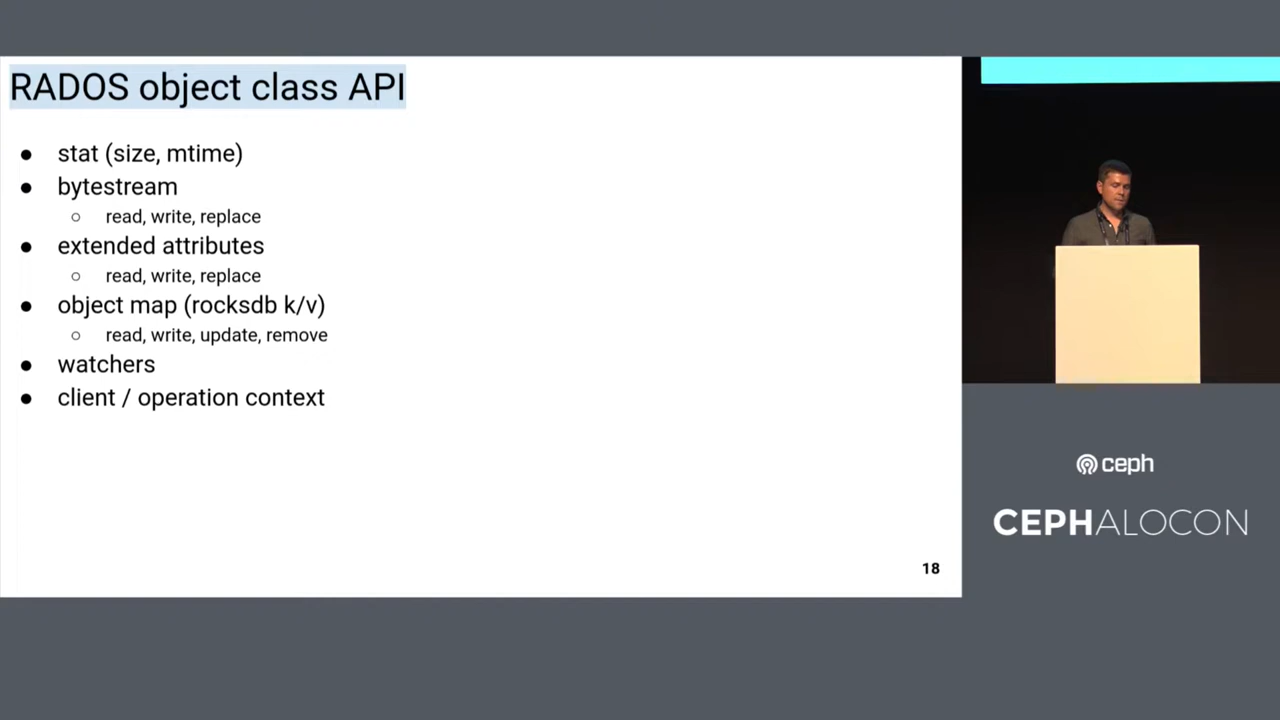 RADOS object class API
● stat (size, mtime)
● bytestream
○ read, write, replace
● extended attributes
○ read, write, replace
● object map (rocksdb k/v)
○ read, write, update, remove
● watchers
● client / operation context
18
ceph
CEPHALOCON